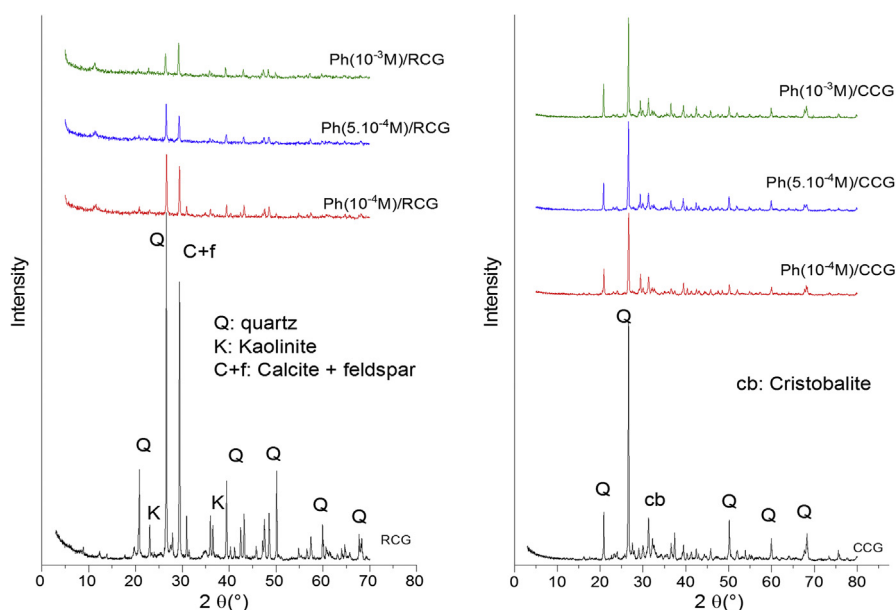 Ph(10⁻³M)/RCG
Ph(5.10⁻⁴M)/RCG
Ph(10⁻⁴M)/RCG
Q
C+f
Q: quartz
K: Kaolinite
C+f: Calcite + feldspar
Q
Q
Q
K
K
Q
Q
RCG
Intensity
0 10 20 30 40 50 60 70 80
2 θ(°)
Ph(10⁻³M)/CCG
Ph(5.10⁻⁴M)/CCG
Ph(10⁻⁴M)/CCG
Q
cb: Cristobalite
Q
cb
Q
Q
Q
CCG
Intensity
0 10 20 30 40 50 60 70 80
2 θ(°)